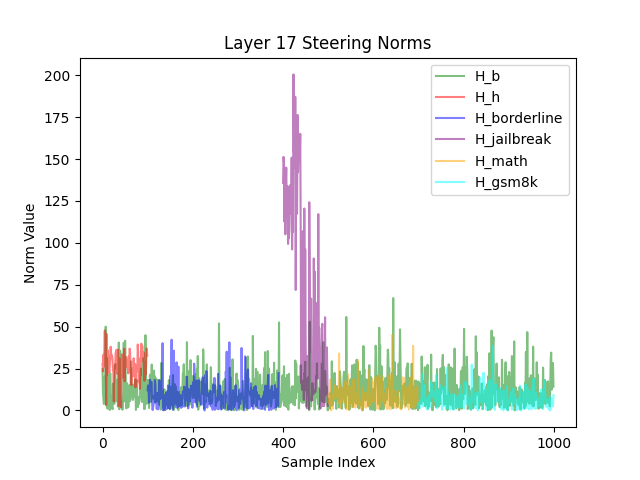 Layer 17 Steering Norms
Norm Value
200
175
150
125
100
75
50
25
0
H_b
H_h
H_borderline
H_jailbreak
H_math
H_gsm8k
0
200
400
600
800
1000
Sample Index